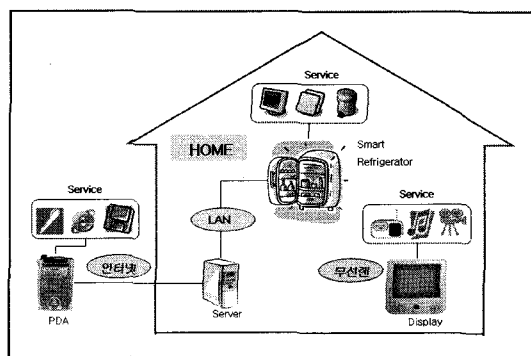 Service
HOME
Smart
Refrigerator
Service
Service
LAN
인터넷
무선랜
PDA
Server
Display